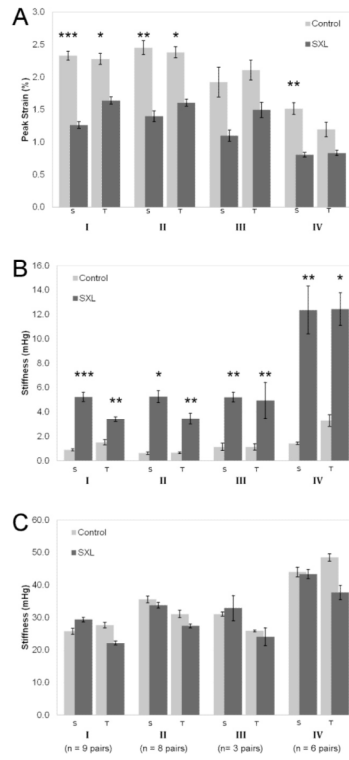 A
3.0
2.5
2.0
1.5
1.0
0.5
0.0
Peak Strain (%)
Control
SXL
*** * ** * **
S T S T S T S T
I II III IV
B
16.0
14.0
12.0
10.0
8.0
6.0
4.0
2.0
0.0
Stiffness (mHg)
Control
SXL
*** ** * ** ** ** ** *
S T S T S T S T
I II III IV
C
60.0
50.0
40.0
30.0
20.0
10.0
0.0
Stiffness (mHg)
Control
SXL
S T S T S T S T
I II III IV
(n = 9 pairs) (n = 8 pairs) (n= 3 pairs) (n = 6 pairs)